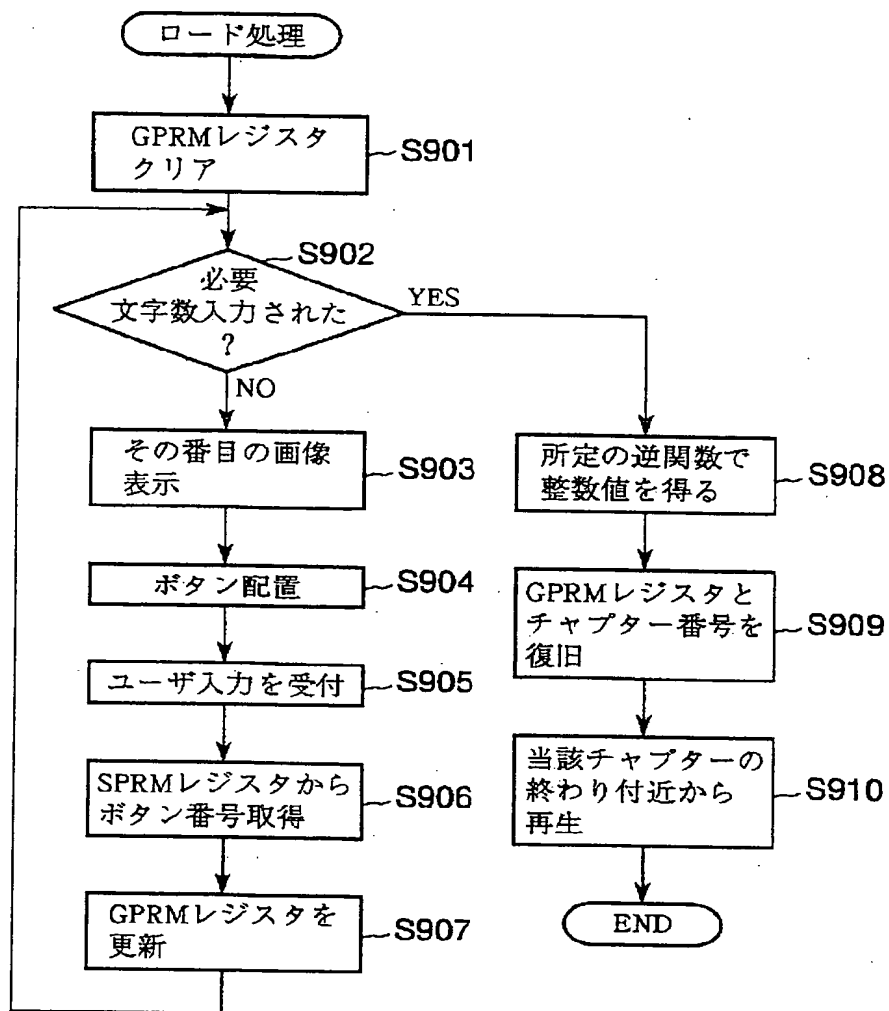 ロード処理
GPRMレジスタ
クリア
S901
S902
必要
文字数入力された
?
YES
NO
その番目の画像
表示
S903
ボタン配置
S904
ユーザ入力を受付
S905
SPRMレジスタから
ボタン番号取得
S906
GPRMレジスタを
更新
S907
所定の逆関数で
整数値を得る
S908
GPRMレジスタと
チャプター番号を
復旧
S909
当該チャプターの
終わり付近から
再生
S910
END